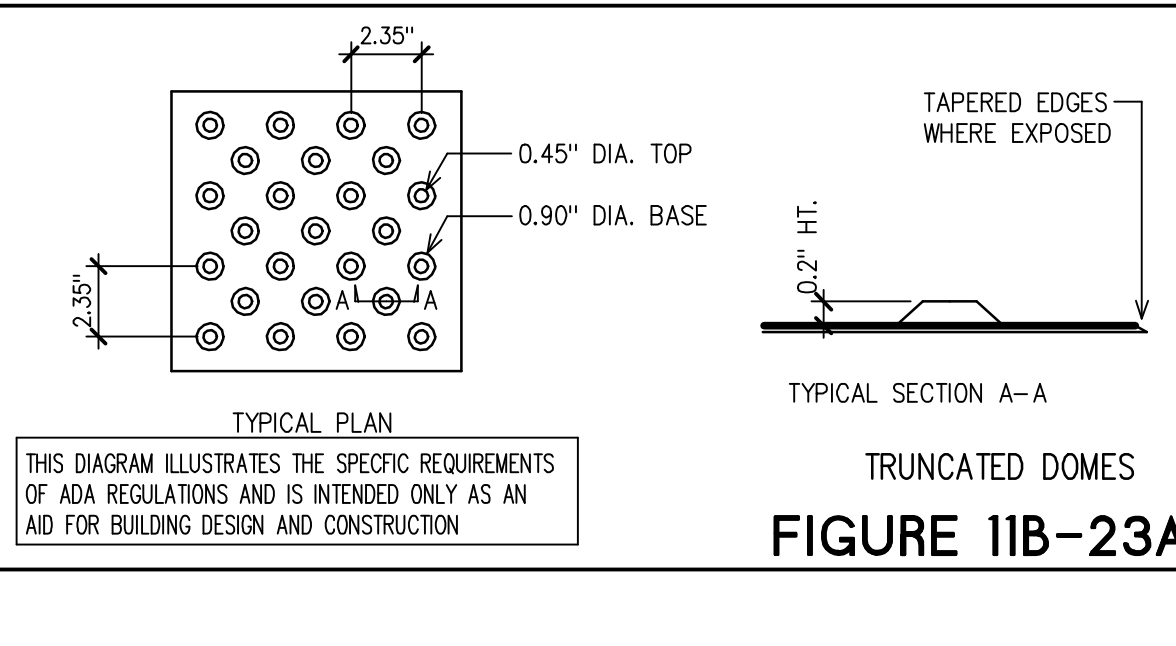 2.35"
0.45" DIA. TOP
0.90" DIA. BASE
2.35"
A A
TYPICAL PLAN
THIS DIAGRAM ILLUSTRATES THE SPECFIC REQUIREMENTS
OF ADA REGULATIONS AND IS INTENDED ONLY AS AN
AID FOR BUILDING DESIGN AND CONSTRUCTION
TAPERED EDGES
WHERE EXPOSED
0.2" HT.
TYPICAL SECTION A-A
TRUNCATED DOMES
FIGURE 11B-23A